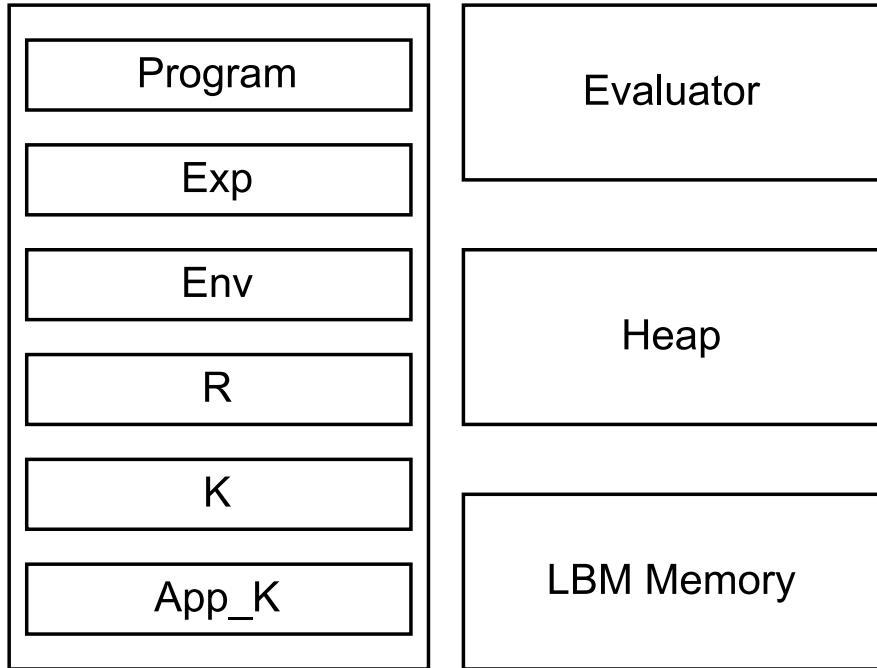 Program
Exp
Env
R
K
App_K
Evaluator
Heap
LBM Memory